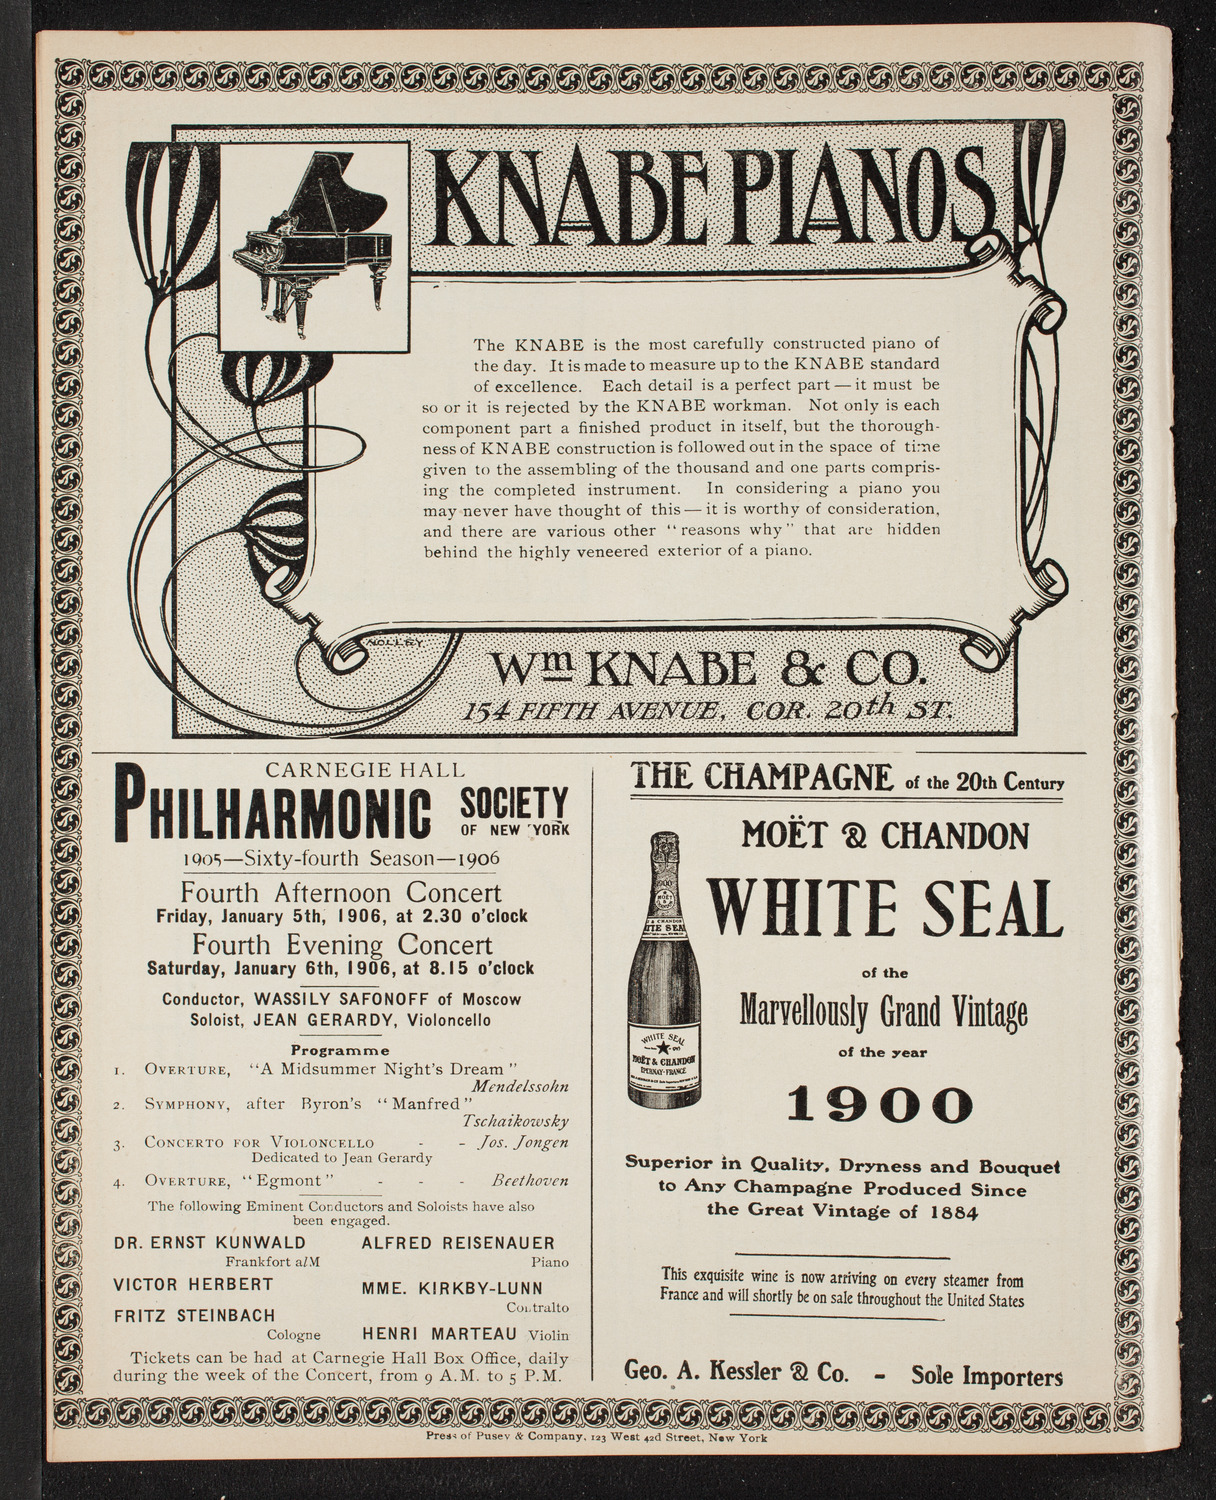 KNABE PIANOS
The KNABE is the most carefully constructed piano of
the day. It is made to measure up to the KNABE standard
of excellence. Each detail is a perfect part — it must be
so or it is rejected by the KNABE workman. Not only is each
component part a finished product in itself, but the thorough-
ness of KNABE construction is followed out in the space of time
given to the assembling of the thousand and one parts compris-
ing the completed instrument. In considering a piano you
may never have thought of this — it is worthy of consideration,
and there are various other "reasons why" that are hidden
behind the highly veneered exterior of a piano.
NOLLEY
Wm KNABE & CO.
154 FIFTH AVENUE, COR. 20th ST.
CARNEGIE HALL
PHILHARMONIC SOCIETY
OF NEW YORK
1905—Sixty-fourth Season—1906
Fourth Afternoon Concert
Friday, January 5th, 1906, at 2.30 o'clock
Fourth Evening Concert
Saturday, January 6th, 1906, at 8.15 o'clock
Conductor, WASSILY SAFONOFF of Moscow
Soloist, JEAN GERARDY, Violoncello
Programme
1. OVERTURE, "A Midsummer Night's Dream"
Mendelssohn
2. SYMPHONY, after Byron's "Manfred"
Tschaikowsky
3. CONCERTO FOR VIOLONCELLO - - Jos. Jongen
Dedicated to Jean Gerardy
4. OVERTURE, "Egmont" - - - Beethoven
The following Eminent Conductors and Soloists have also
been engaged.
DR. ERNST KUNWALD
Frankfort a/M
VICTOR HERBERT
FRITZ STEINBACH
Cologne
ALFRED REISENAUER
Piano
MME. KIRKBY-LUNN
Contralto
HENRI MARTEAU Violin
Tickets can be had at Carnegie Hall Box Office, daily
during the week of the Concert, from 9 A.M. to 5 P.M.
THE CHAMPAGNE of the 20th Century
MOËT & CHANDON
WHITE SEAL
of the
Marvellously Grand Vintage
of the year
1900
WHITE SEAL
MOËT & CHANDON
EPERNAY-FRANCE
Superior in Quality, Dryness and Bouquet
to Any Champagne Produced Since
the Great Vintage of 1884
This exquisite wine is now arriving on every steamer from
France and will shortly be on sale throughout the United States
Geo. A. Kessler & Co. - Sole Importers
Press of Pusey & Company, 123 West 42d Street, New York